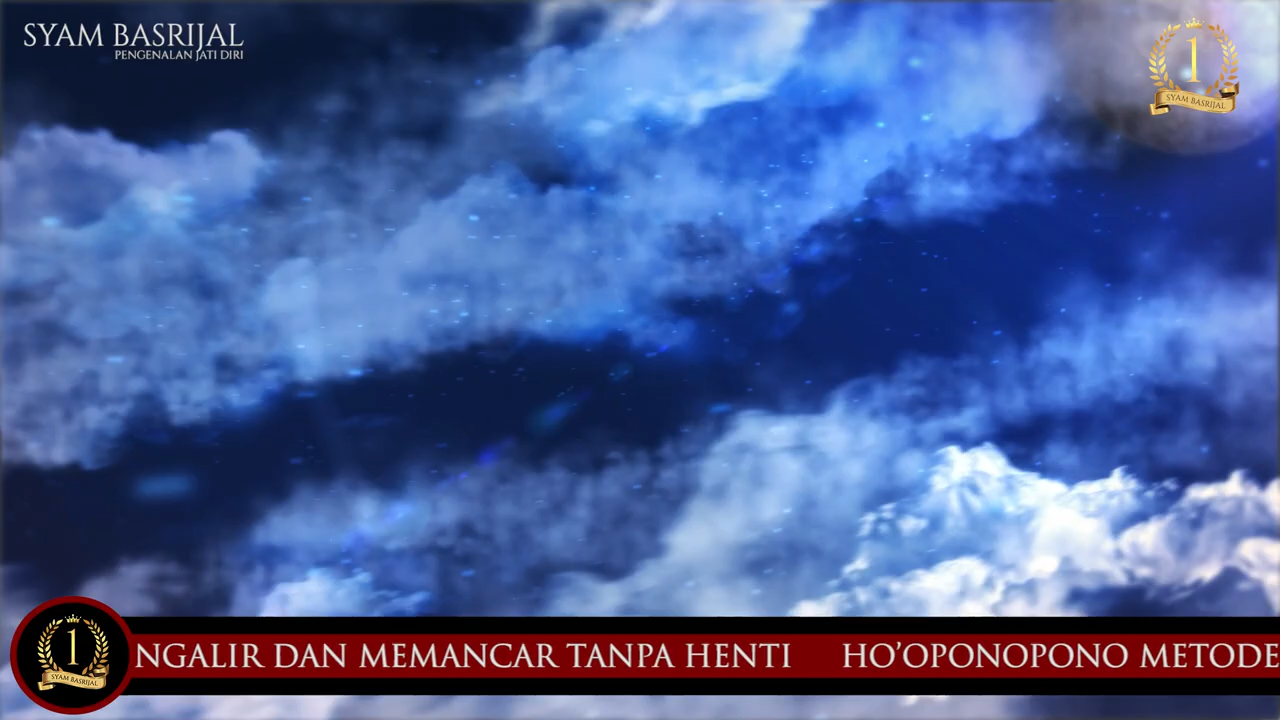 SYAM BASRIJAL
PENGENALAN JATI DIRI
1
SYAM BASRIJAL
1
SYAM BASRIJAL
NGALIR DAN MEMANCAR TANPA HENTI HO'OPONOPONO METODE